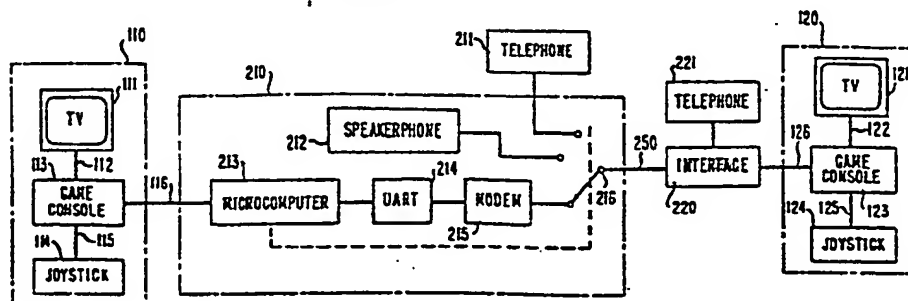 110
111
TV
112
113
GAME
CONSOLE
115
114
JOYSTICK
116
210
211
TELEPHONE
212
SPEAKERPHONE
213
MICROCOMPUTER
214
UART
215
MODEM
216
250
221
TELEPHONE
INTERFACE
220
126
120
121
TV
122
GAME
CONSOLE
123
124
125
JOYSTICK